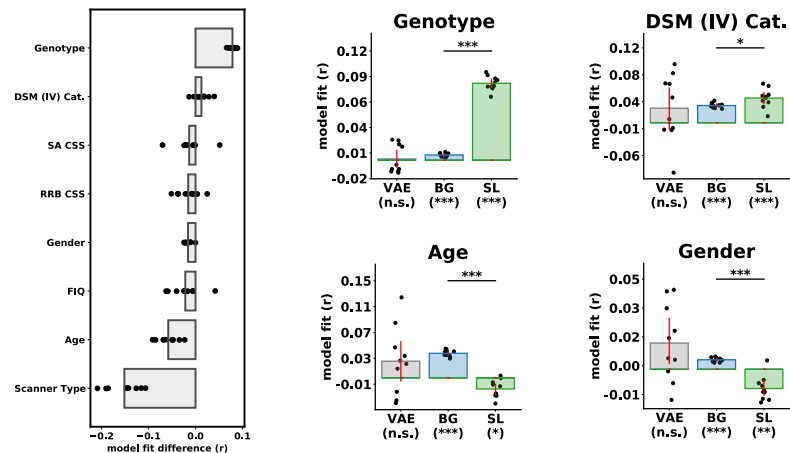 Genotype
DSM (IV) Cat.
SA CSS
RRB CSS
Gender
FIQ
Age
Scanner Type
−0.2
−0.1
0.0
0.1
model fit difference (r)
Genotype
model fit (r)
0.12
0.09
0.06
0.04
0.01
-0.02
***
VAE BG SL
(n.s.) (***) (***)
DSM (IV) Cat.
model fit (r)
0.12
0.08
0.04
-0.01
-0.06
*
VAE BG SL
(n.s.) (***) (***)
Age
model fit (r)
0.15
0.11
0.07
0.03
-0.01
***
VAE BG SL
(n.s.) (***) (*)
Gender
model fit (r)
0.05
0.02
0.02
0.00
-0.01
***
VAE BG SL
(n.s.) (***) (**)